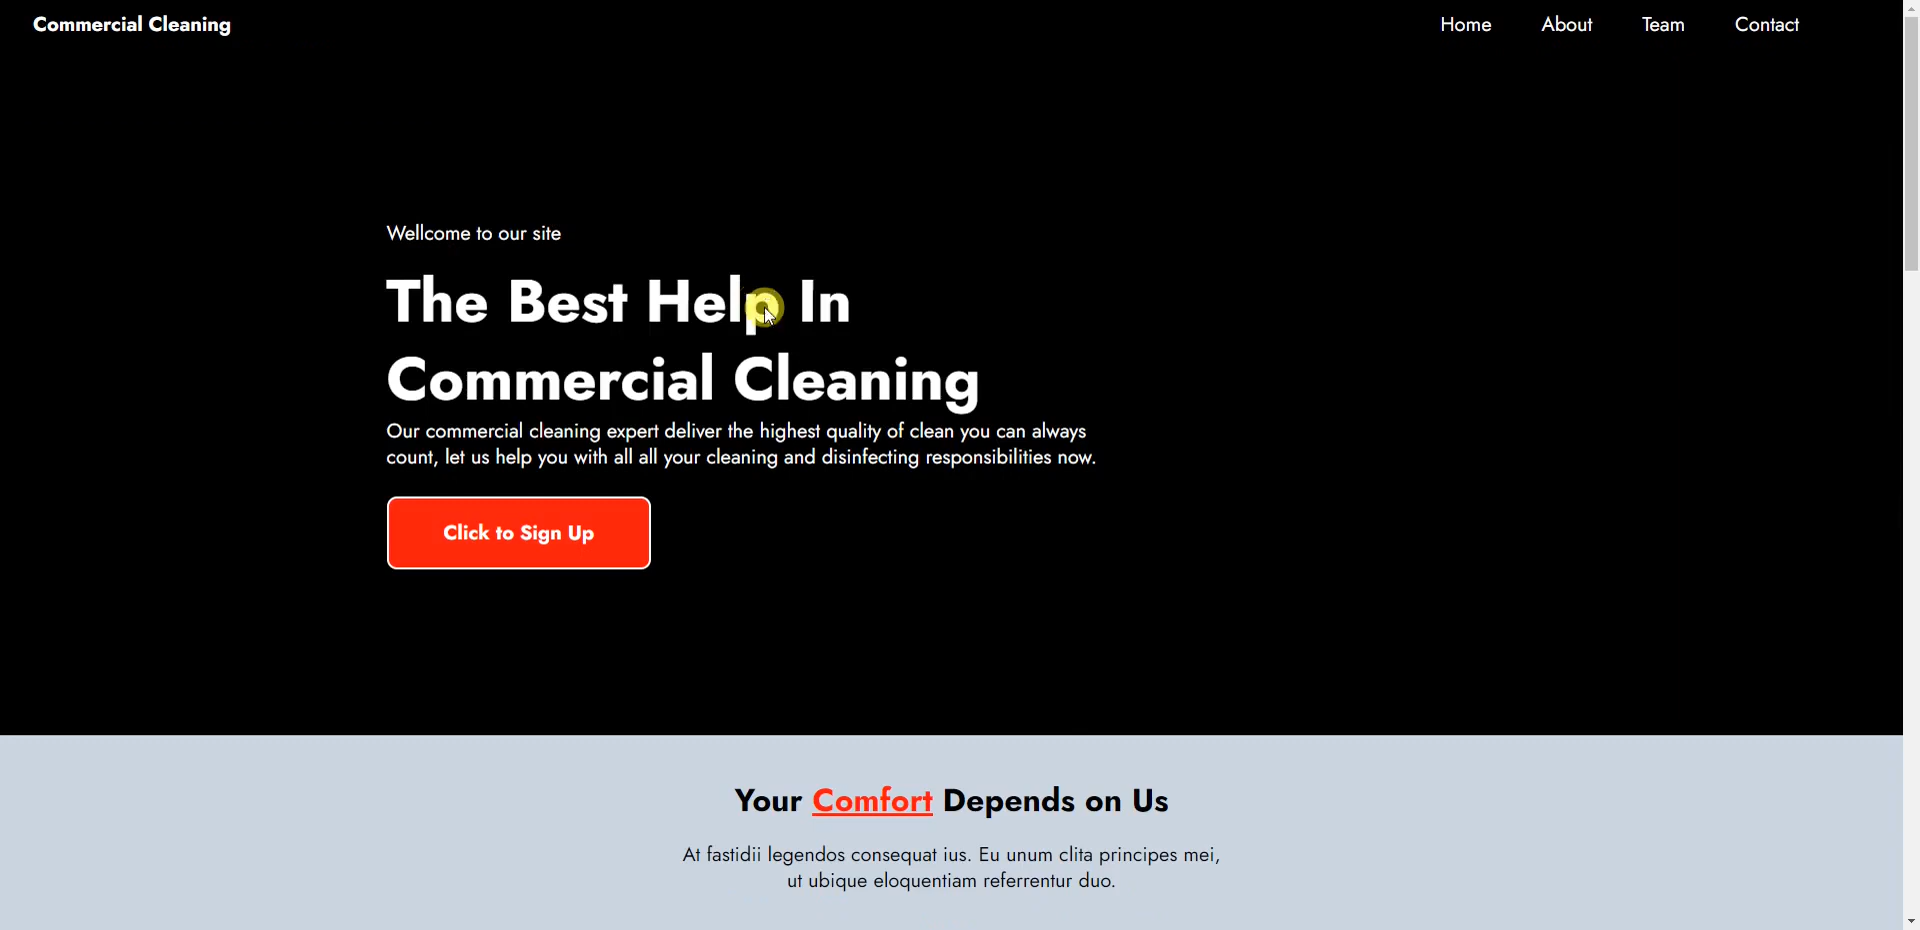 Commercial Cleaning
Home About Team Contact
Wellcome to our site
The Best Help In
Commercial Cleaning
Our commercial cleaning expert deliver the highest quality of clean you can always
count, let us help you with all all your cleaning and disinfecting responsibilities now.
Click to Sign Up
Your Comfort Depends on Us
At fastidii legendos consequat ius. Eu unum clita principes mei,
ut ubique eloquentiam referrentur duo.